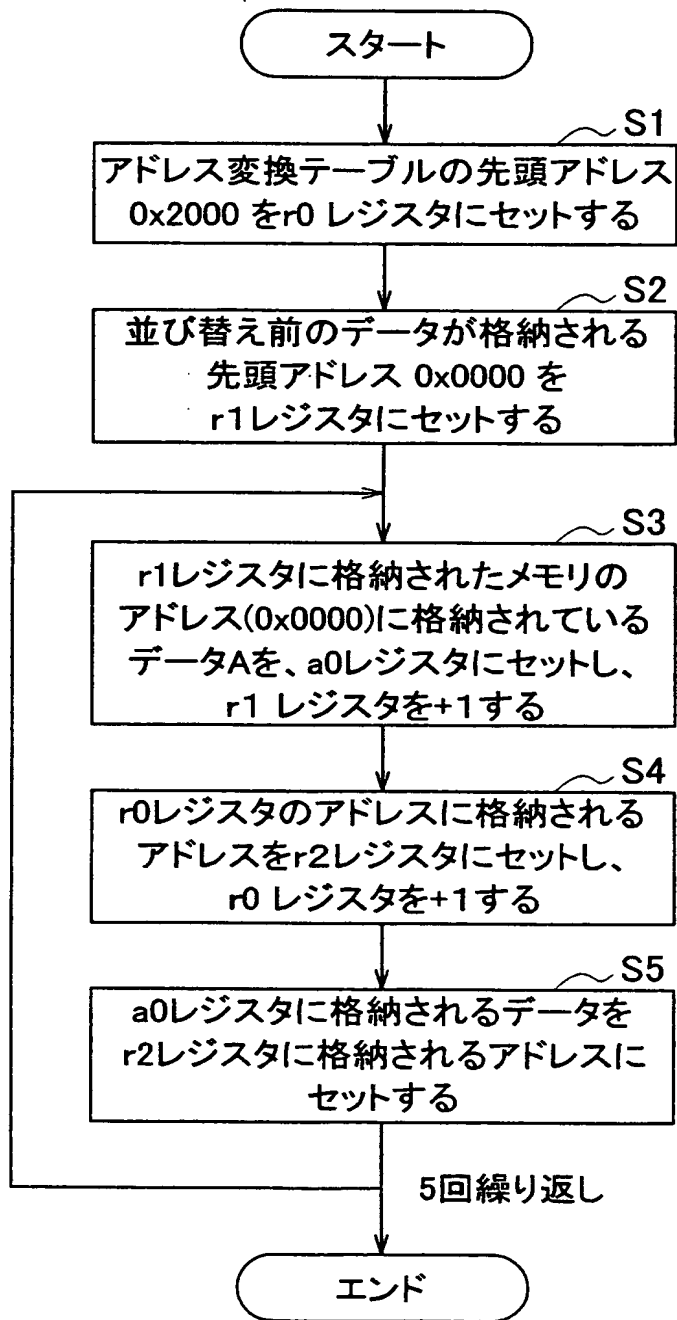 スタート
S1
アドレス変換テーブルの先頭アドレス
0x2000 をr0 レジスタにセットする
S2
並び替え前のデータが格納される
先頭アドレス 0x0000 を
r1レジスタにセットする
S3
r1レジスタに格納されたメモリの
アドレス(0x0000)に格納されている
データAを、a0レジスタにセットし、
r1 レジスタを+1する
S4
r0レジスタのアドレスに格納される
アドレスをr2レジスタにセットし、
r0 レジスタを+1する
S5
a0レジスタに格納されるデータを
r2レジスタに格納されるアドレスに
セットする
5回繰り返し
エンド